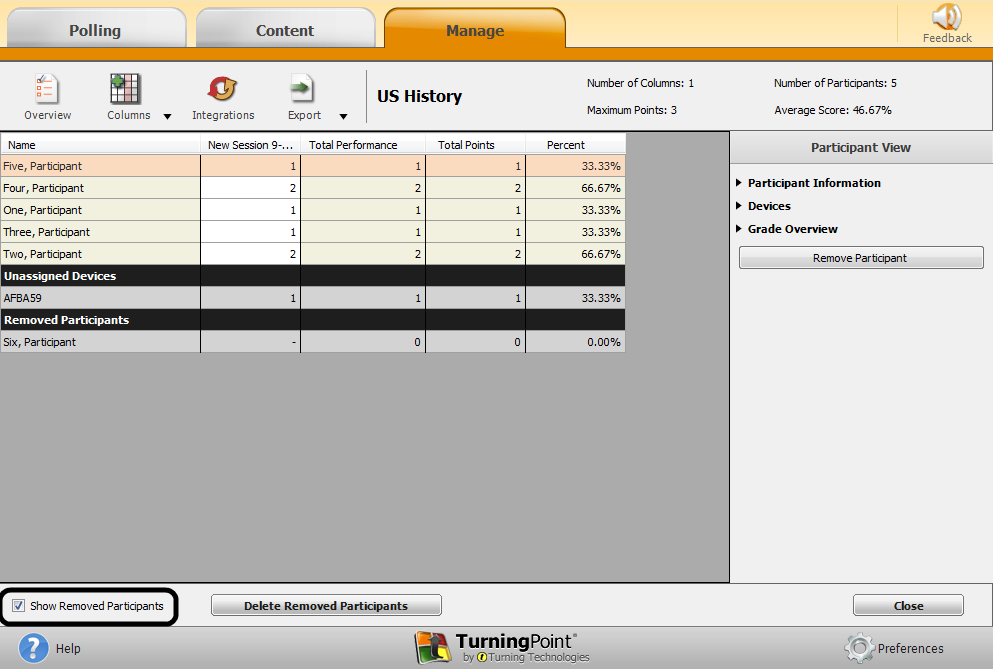 Polling Content Manage Feedback
Overview Columns Integrations Export US History Number of Columns: 1 Number of Participants: 5
Maximum Points: 3 Average Score: 46.67%
Name New Session 9-... Total Performance Total Points Percent
Five, Participant 1 1 1 33.33%
Four, Participant 2 2 2 66.67%
One, Participant 1 1 1 33.33%
Three, Participant 1 1 1 33.33%
Two, Participant 2 2 2 66.67%
Unassigned Devices
AFBA59 1 1 1 33.33%
Removed Participants
Six, Participant - 0 0 0.00%
Participant View
Participant Information
Devices
Grade Overview
Remove Participant
Show Removed Participants Delete Removed Participants Close
Help TurningPoint® Preferences
by Turning Technologies